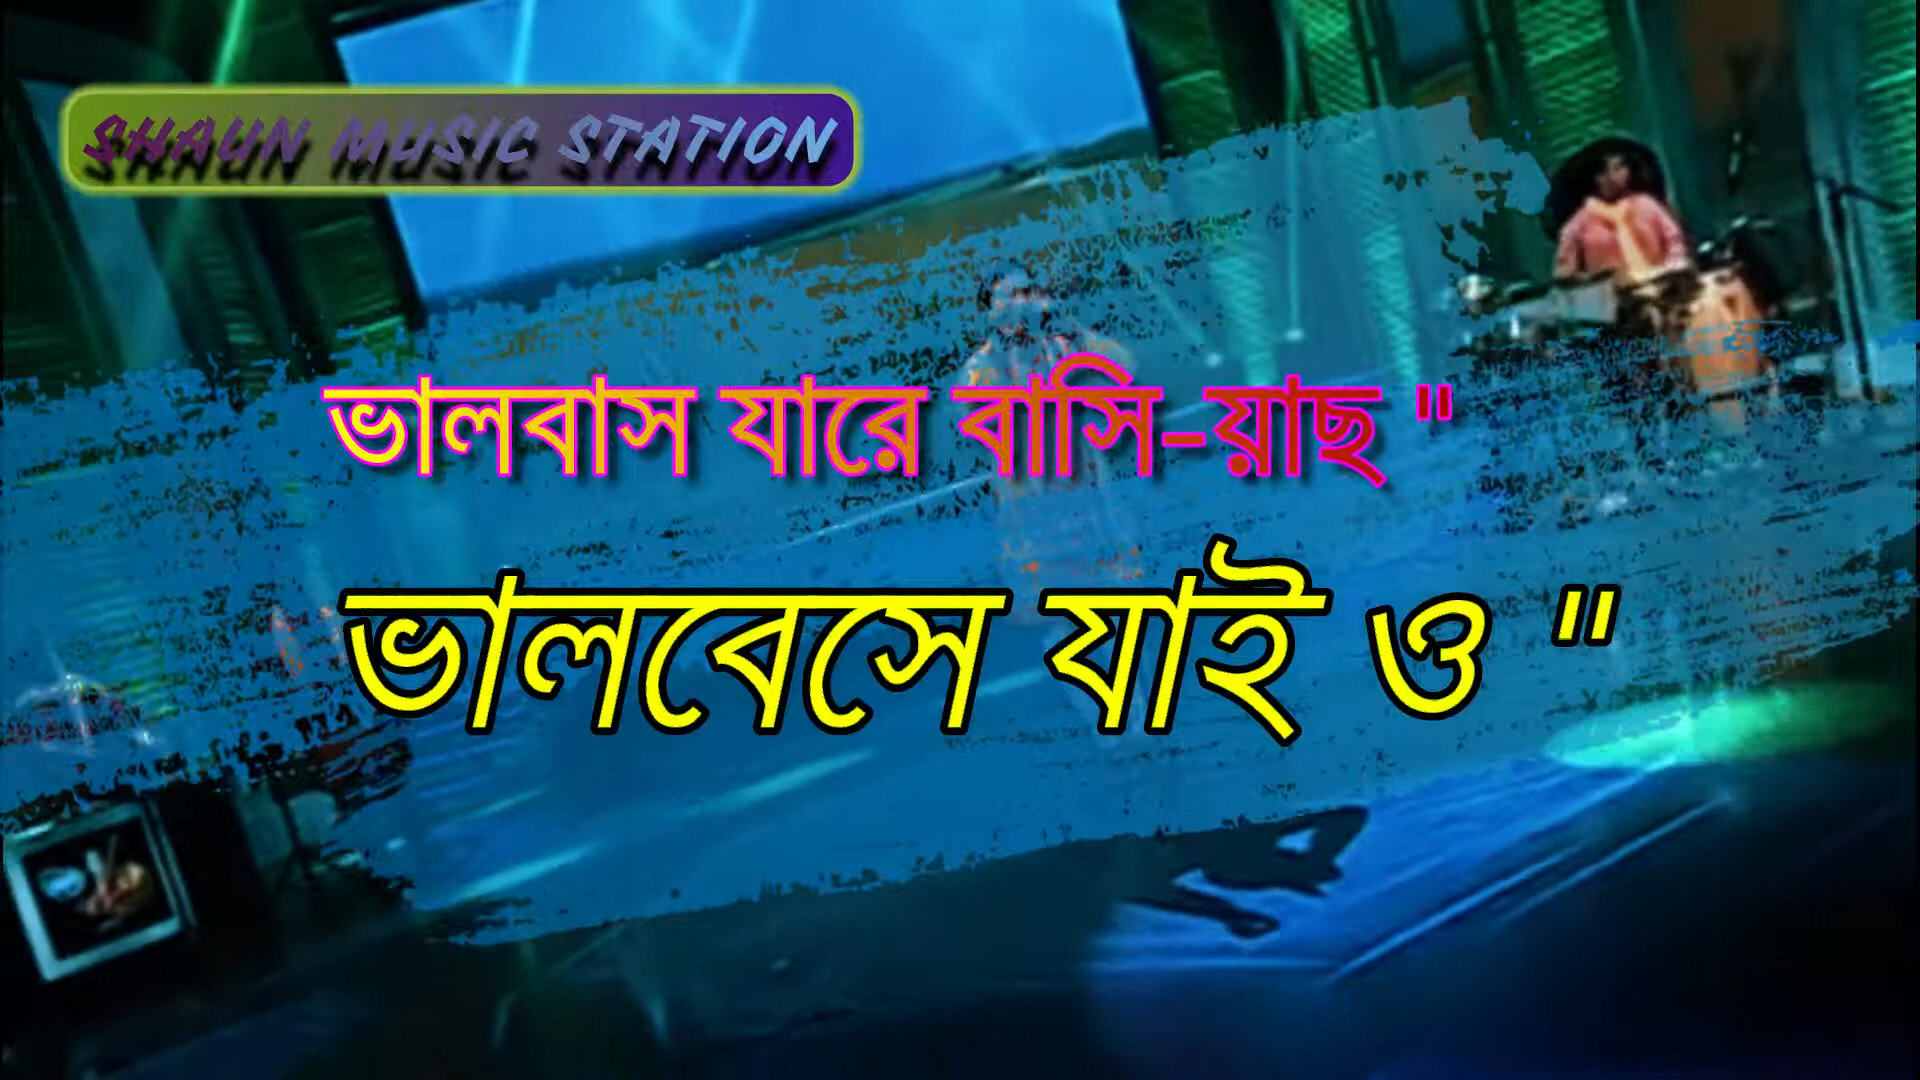 SHAUN MUSIC STATION
ভালবাস যারে বাসি-য়াছ "
ভালবেসে যাই ও "